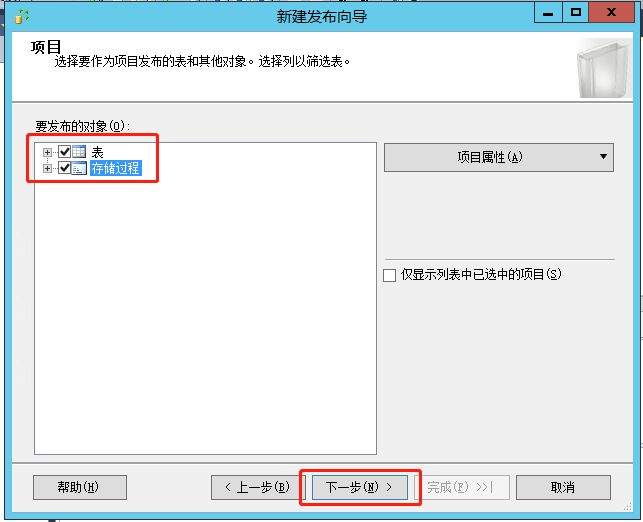 新建发布向导
项目
选择要作为项目发布的表和其他对象。选择列以筛选表。
要发布的对象(O):
表
存储过程
项目属性(A)
仅显示列表中已选中的项目(S)
帮助(H)
< 上一步(B)
下一步(N) >
完成(F) >>|
取消